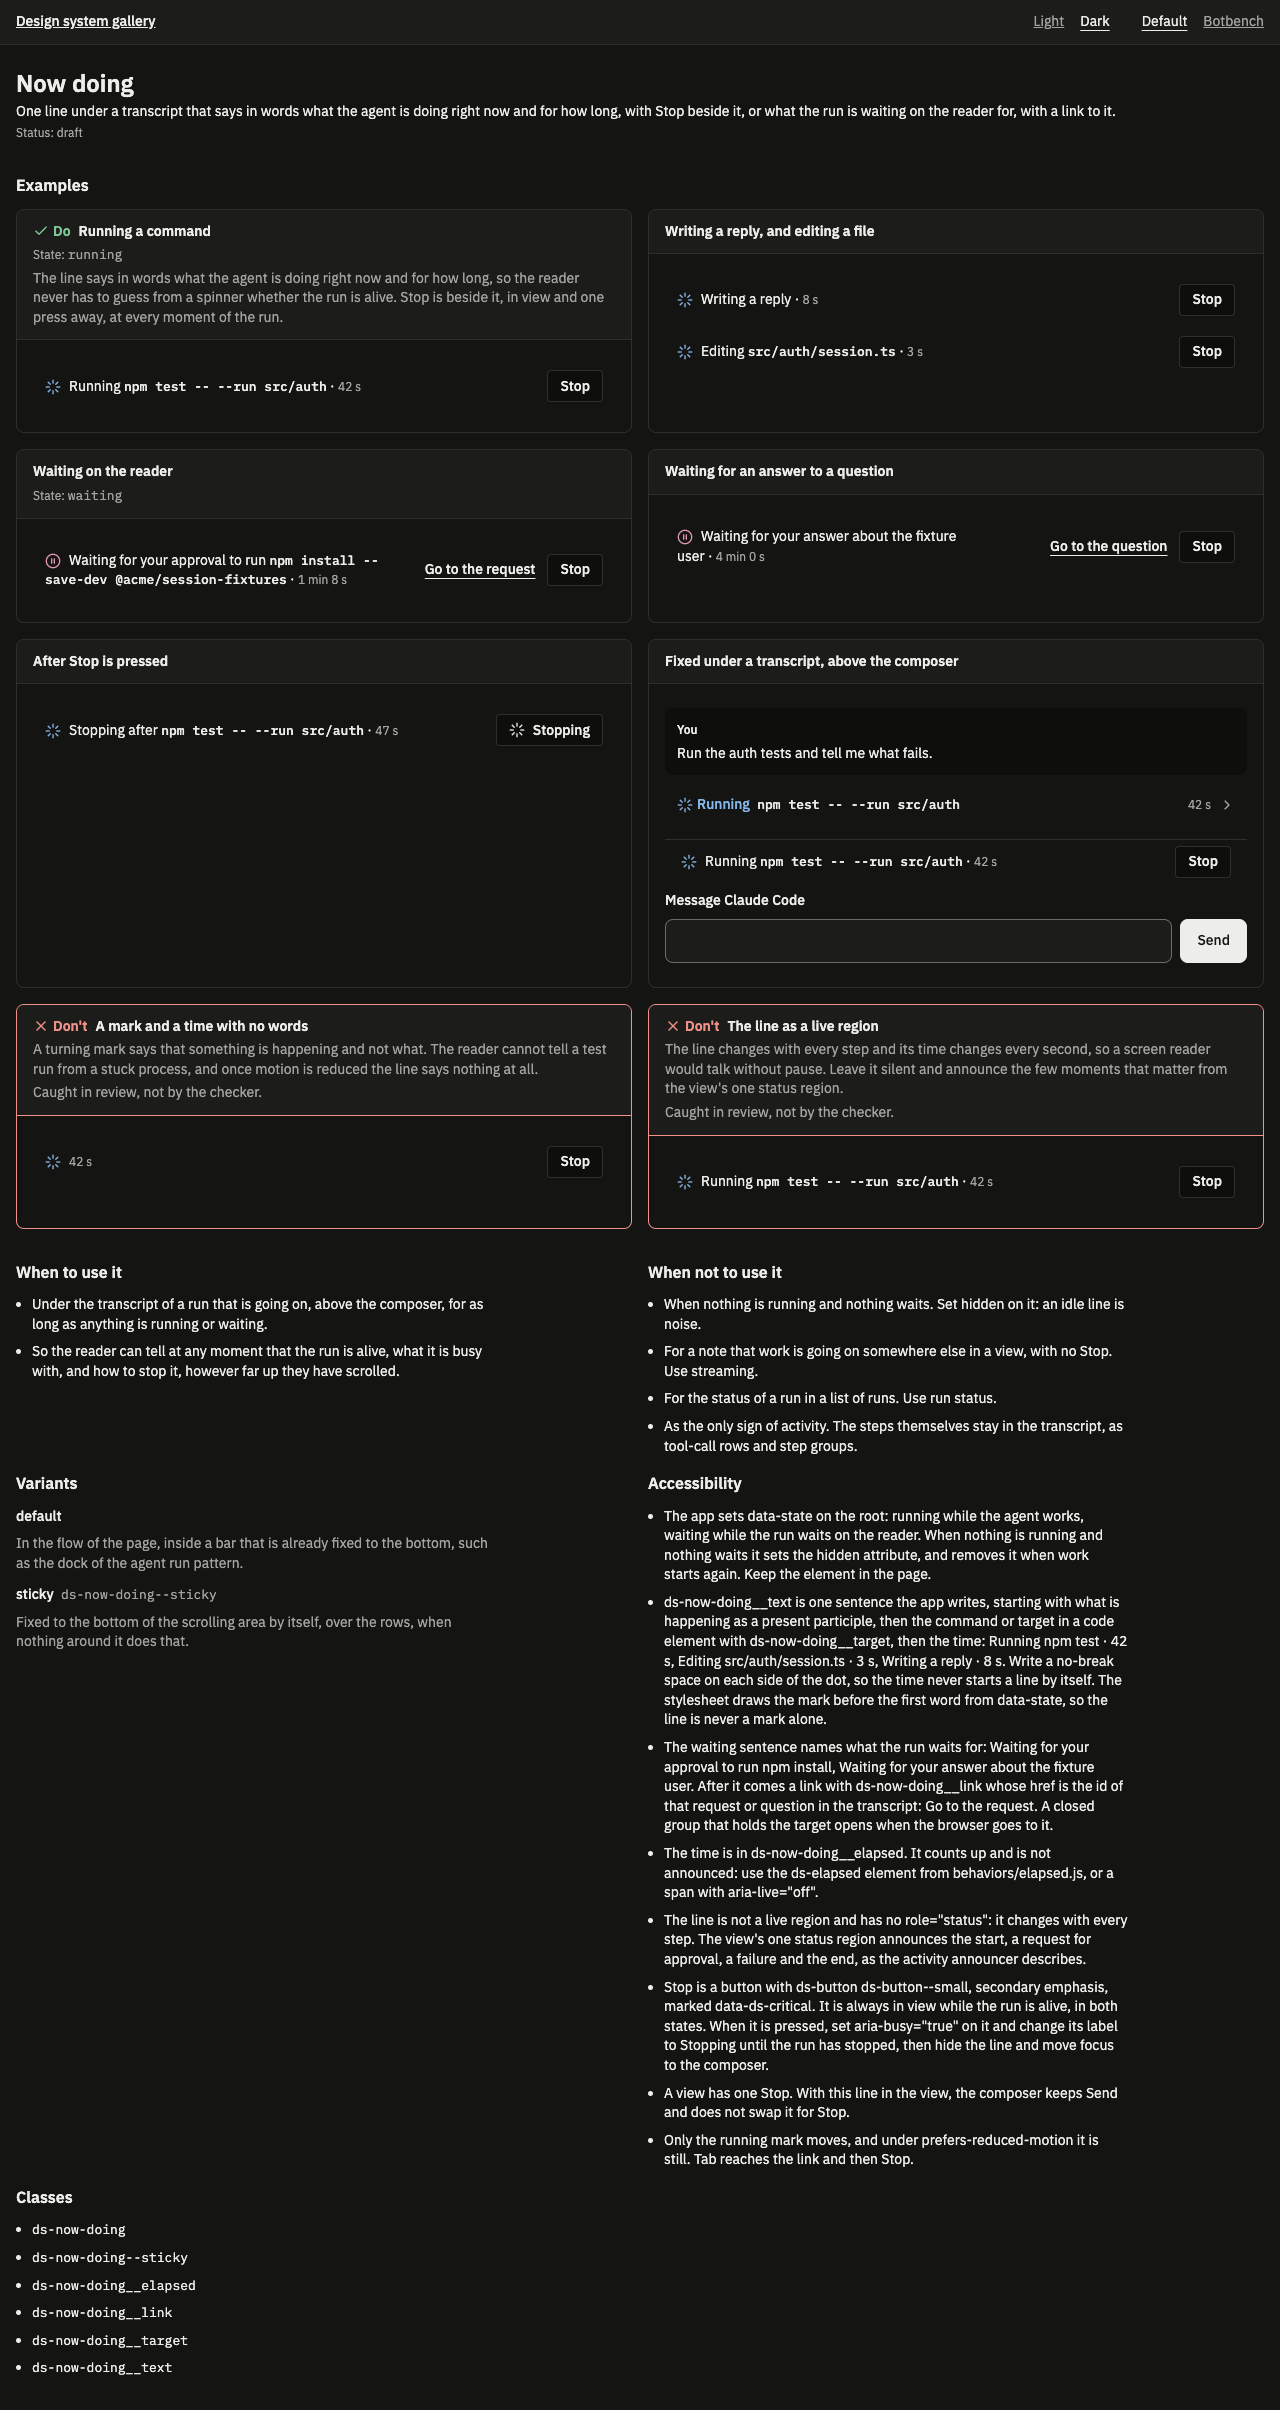 Design system gallery
Light Dark Default Botbench
Now doing
One line under a transcript that says in words what the agent is doing right now and for how long, with Stop beside it, or what the run is waiting on the reader for, with a link to it.
Status: draft
Examples
Do Running a command
State: running
The line says in words what the agent is doing right now and for how long, so the reader
never has to guess from a spinner whether the run is alive. Stop is beside it, in view and one
press away, at every moment of the run.
Running npm test -- --run src/auth · 42 s
Stop
Writing a reply, and editing a file
Writing a reply · 8 s
Stop
Editing src/auth/session.ts · 3 s
Stop
Waiting on the reader
State: waiting
Waiting for your approval to run npm install --
save-dev @acme/session-fixtures · 1 min 8 s
Go to the request
Stop
Waiting for an answer to a question
Waiting for your answer about the fixture
user · 4 min 0 s
Go to the question
Stop
After Stop is pressed
Stopping after npm test -- --run src/auth · 47 s
Stopping
Fixed under a transcript, above the composer
You
Run the auth tests and tell me what fails.
Running npm test -- --run src/auth
42 s
Running npm test -- --run src/auth · 42 s
Stop
Message Claude Code
Send
Don't A mark and a time with no words
A turning mark says that something is happening and not what. The reader cannot tell a test
run from a stuck process, and once motion is reduced the line says nothing at all.
Caught in review, not by the checker.
42 s
Stop
Don't The line as a live region
The line changes with every step and its time changes every second, so a screen reader
would talk without pause. Leave it silent and announce the few moments that matter from
the view's one status region.
Caught in review, not by the checker.
Running npm test -- --run src/auth · 42 s
Stop
When to use it
Under the transcript of a run that is going on, above the composer, for as
long as anything is running or waiting.
So the reader can tell at any moment that the run is alive, what it is busy
with, and how to stop it, however far up they have scrolled.
When not to use it
When nothing is running and nothing waits. Set hidden on it: an idle line is
noise.
For a note that work is going on somewhere else in a view, with no Stop.
Use streaming.
For the status of a run in a list of runs. Use run status.
As the only sign of activity. The steps themselves stay in the transcript, as
tool-call rows and step groups.
Variants
default
In the flow of the page, inside a bar that is already fixed to the bottom, such
as the dock of the agent run pattern.
sticky ds-now-doing--sticky
Fixed to the bottom of the scrolling area by itself, over the rows, when
nothing around it does that.
Accessibility
The app sets data-state on the root: running while the agent works,
waiting while the run waits on the reader. When nothing is running and
nothing waits it sets the hidden attribute, and removes it when work
starts again. Keep the element in the page.
ds-now-doing__text is one sentence the app writes, starting with what is
happening as a present participle, then the command or target in a code
element with ds-now-doing__target, then the time: Running npm test · 42
s, Editing src/auth/session.ts · 3 s, Writing a reply · 8 s. Write a no-break
space on each side of the dot, so the time never starts a line by itself. The
stylesheet draws the mark before the first word from data-state, so the
line is never a mark alone.
The waiting sentence names what the run waits for: Waiting for your
approval to run npm install, Waiting for your answer about the fixture
user. After it comes a link with ds-now-doing__link whose href is the id of
that request or question in the transcript: Go to the request. A closed
group that holds the target opens when the browser goes to it.
The time is in ds-now-doing__elapsed. It counts up and is not
announced: use the ds-elapsed element from behaviors/elapsed.js, or a
span with aria-live="off".
The line is not a live region and has no role="status": it changes with every
step. The view's one status region announces the start, a request for
approval, a failure and the end, as the activity announcer describes.
Stop is a button with ds-button ds-button--small, secondary emphasis,
marked data-ds-critical. It is always in view while the run is alive, in both
states. When it is pressed, set aria-busy="true" on it and change its label
to Stopping until the run has stopped, then hide the line and move focus
to the composer.
A view has one Stop. With this line in the view, the composer keeps Send
and does not swap it for Stop.
Only the running mark moves, and under prefers-reduced-motion it is
still. Tab reaches the link and then Stop.
Classes
ds-now-doing
ds-now-doing--sticky
ds-now-doing__elapsed
ds-now-doing__link
ds-now-doing__target
ds-now-doing__text